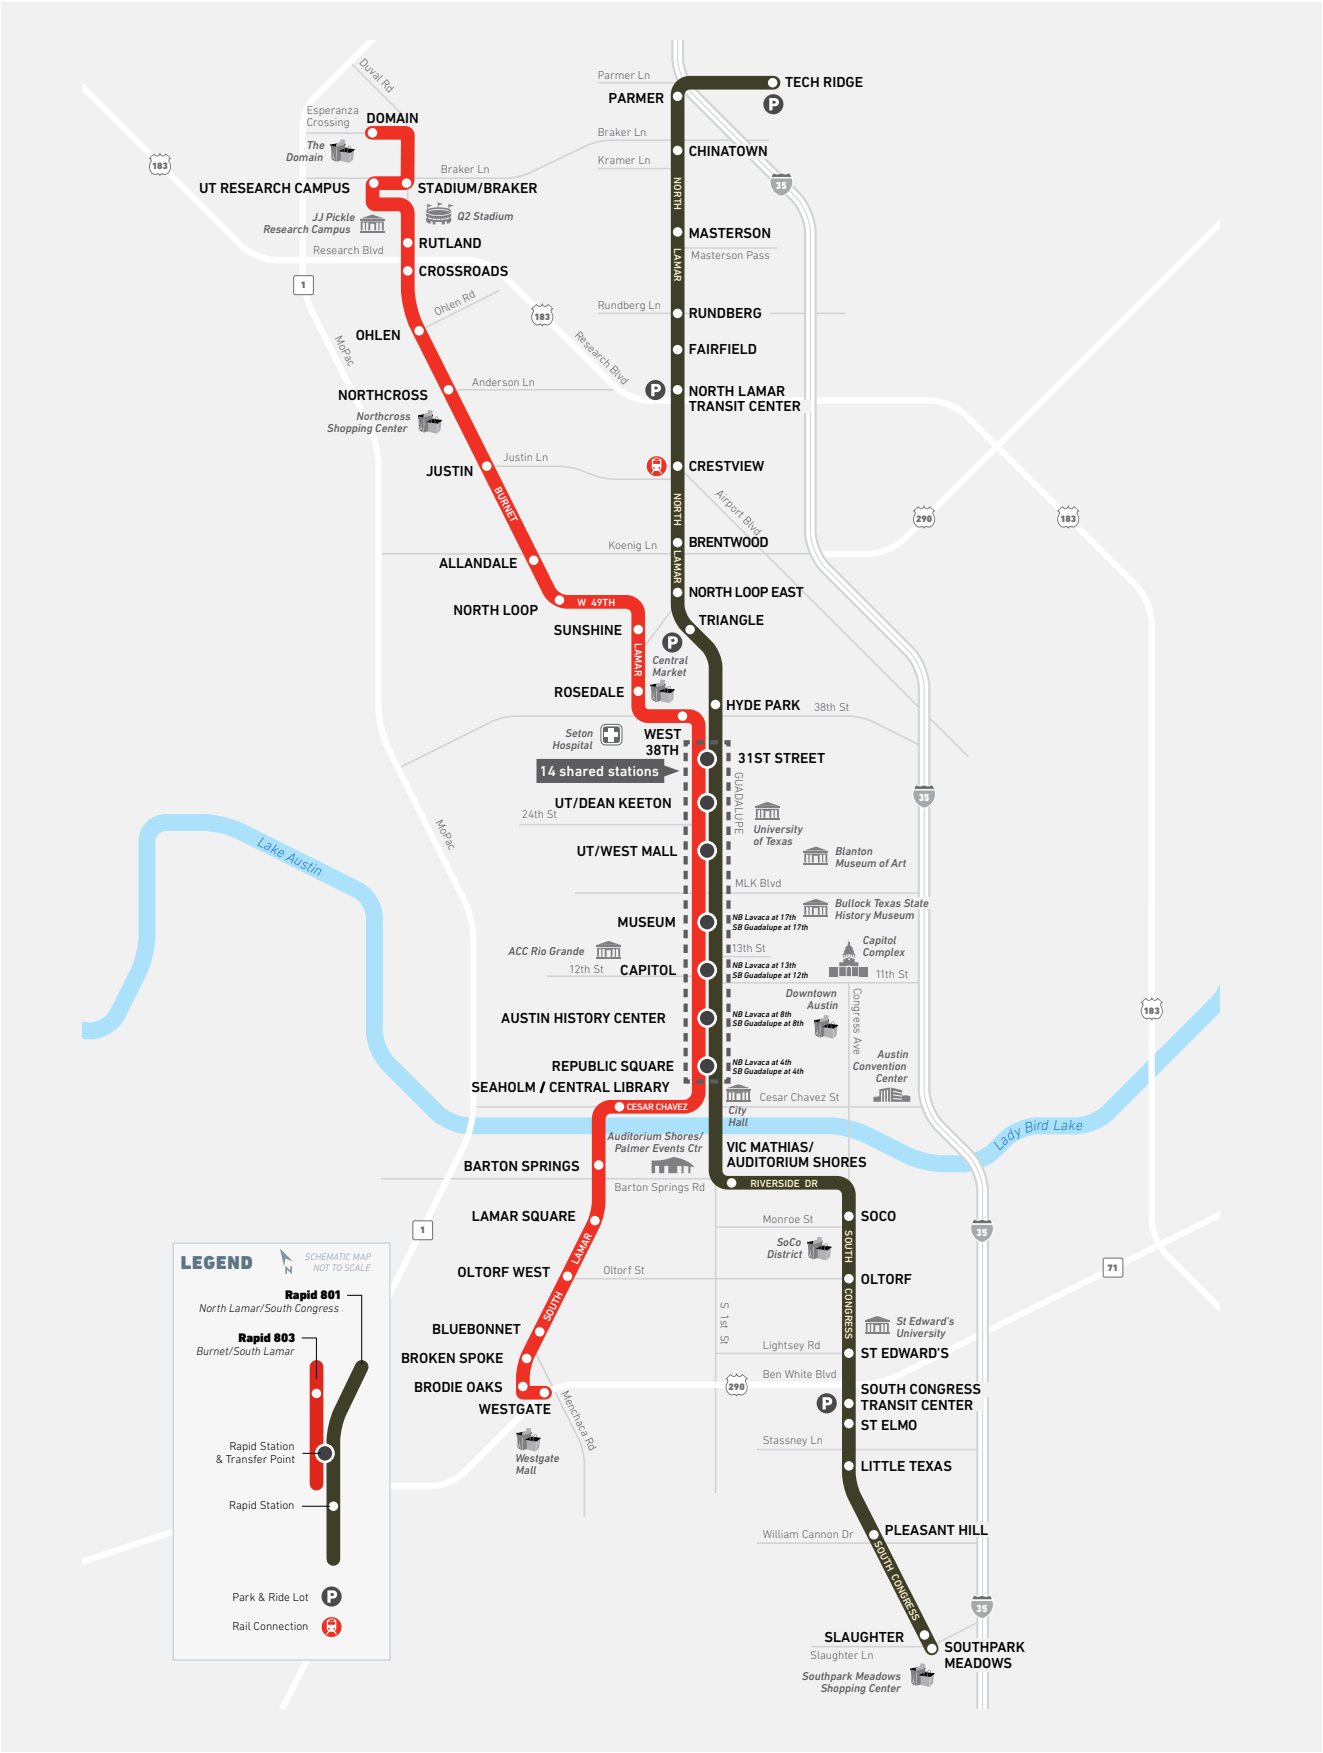 Duval Rd
Parmer Ln
TECH RIDGE
PARMER
P
Esperanza
Crossing
DOMAIN
The
Domain
Braker Ln
CHINATOWN
Kramer Ln
183
Braker Ln
35
UT RESEARCH CAMPUS
STADIUM/BRAKER
NORTH
JJ Pickle
Research Campus
Q2 Stadium
MASTERSON
RUTLAND
Research Blvd
LAMAR
Masterson Pass
CROSSROADS
1
Ohlen Rd
Rundberg Ln
RUNDBERG
183
OHLEN
MoPac
Research Blvd
FAIRFIELD
Anderson Ln
P
NORTH LAMAR
TRANSIT CENTER
NORTHCROSS
Northcross
Shopping Center
Justin Ln
JUSTIN
CRESTVIEW
BURNET
NORTH
Airport Blvd
290
183
Koenig Ln
BRENTWOOD
ALLANDALE
LAMAR
NORTH LOOP EAST
NORTH LOOP
W 49TH
TRIANGLE
SUNSHINE
P
LAMAR
Central
Market
ROSEDALE
HYDE PARK
38th St
Seton
Hospital
WEST
38TH
31ST STREET
14 shared stations
GUADALUPE
35
UT/DEAN KEETON
24th St
University
of Texas
MoPac
Lake Austin
UT/WEST MALL
Blanton
Museum of Art
MLK Blvd
Bullock Texas State
History Museum
MUSEUM
NB Lavaca at 17th
SB Guadalupe at 17th
ACC Rio Grande
13th St
Capitol
Complex
12th St
CAPITOL
NB Lavaca at 13th
SB Guadalupe at 12th
11th St
Downtown
Austin
Congress Ave
183
AUSTIN HISTORY CENTER
NB Lavaca at 8th
SB Guadalupe at 8th
REPUBLIC SQUARE
NB Lavaca at 4th
SB Guadalupe at 4th
Austin
Convention
Center
SEAHOLM / CENTRAL LIBRARY
CESAR CHAVEZ
Cesar Chavez St
City
Hall
Lady Bird Lake
Auditorium Shores/
Palmer Events Ctr
VIC MATHIAS/
AUDITORIUM SHORES
BARTON SPRINGS
Barton Springs Rd
RIVERSIDE DR
LAMAR SQUARE
Monroe St
SOCO
1
35
LAMAR
SoCo
District
SOUTH
71
OLTORF WEST
Oltorf St
OLTORF
SOUTH
S 1st St
CONGRESS
St Edward's
University
BLUEBONNET
Lightsey Rd
ST EDWARD'S
BROKEN SPOKE
Ben White Blvd
BRODIE OAKS
290
SOUTH CONGRESS
TRANSIT CENTER
P
WESTGATE
Menchaca Rd
ST ELMO
Westgate
Mall
Stassney Ln
LITTLE TEXAS
William Cannon Dr
PLEASANT HILL
SOUTH CONGRESS
35
SLAUGHTER
SOUTHPARK
MEADOWS
Slaughter Ln
Southpark Meadows
Shopping Center
LEGEND
N
SCHEMATIC MAP
NOT TO SCALE
Rapid 801
North Lamar/South Congress
Rapid 803
Burnet/South Lamar
Rapid Station
& Transfer Point
Rapid Station
Park & Ride Lot
P
Rail Connection